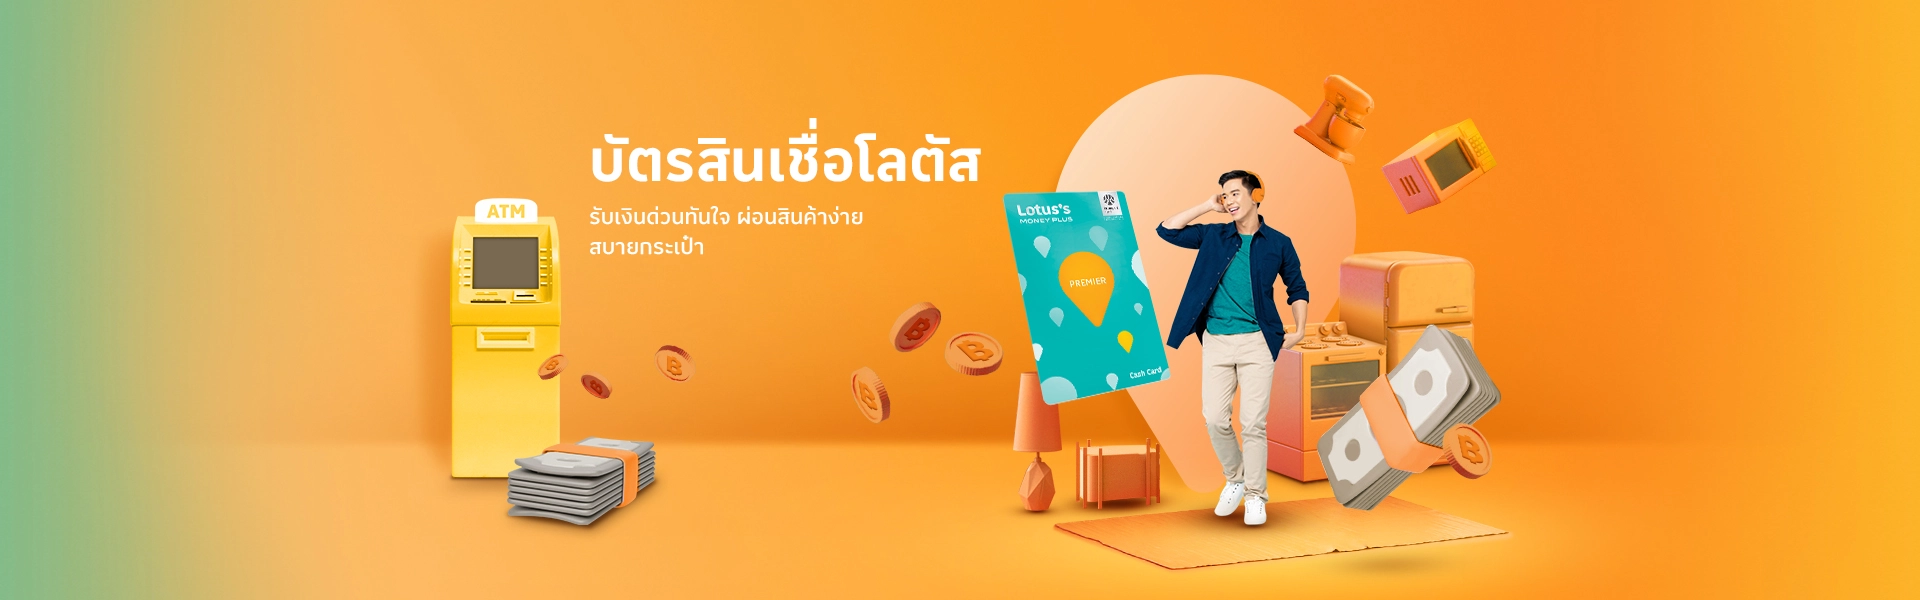 บัตรสินเชื่อโลตัส
รับเงินด่วนทันใจ ผ่อนสินค้าง่าย
สบายกระเป๋า
ATM
Lotus's
MONEY PLUS
PREMIER
Cash Card